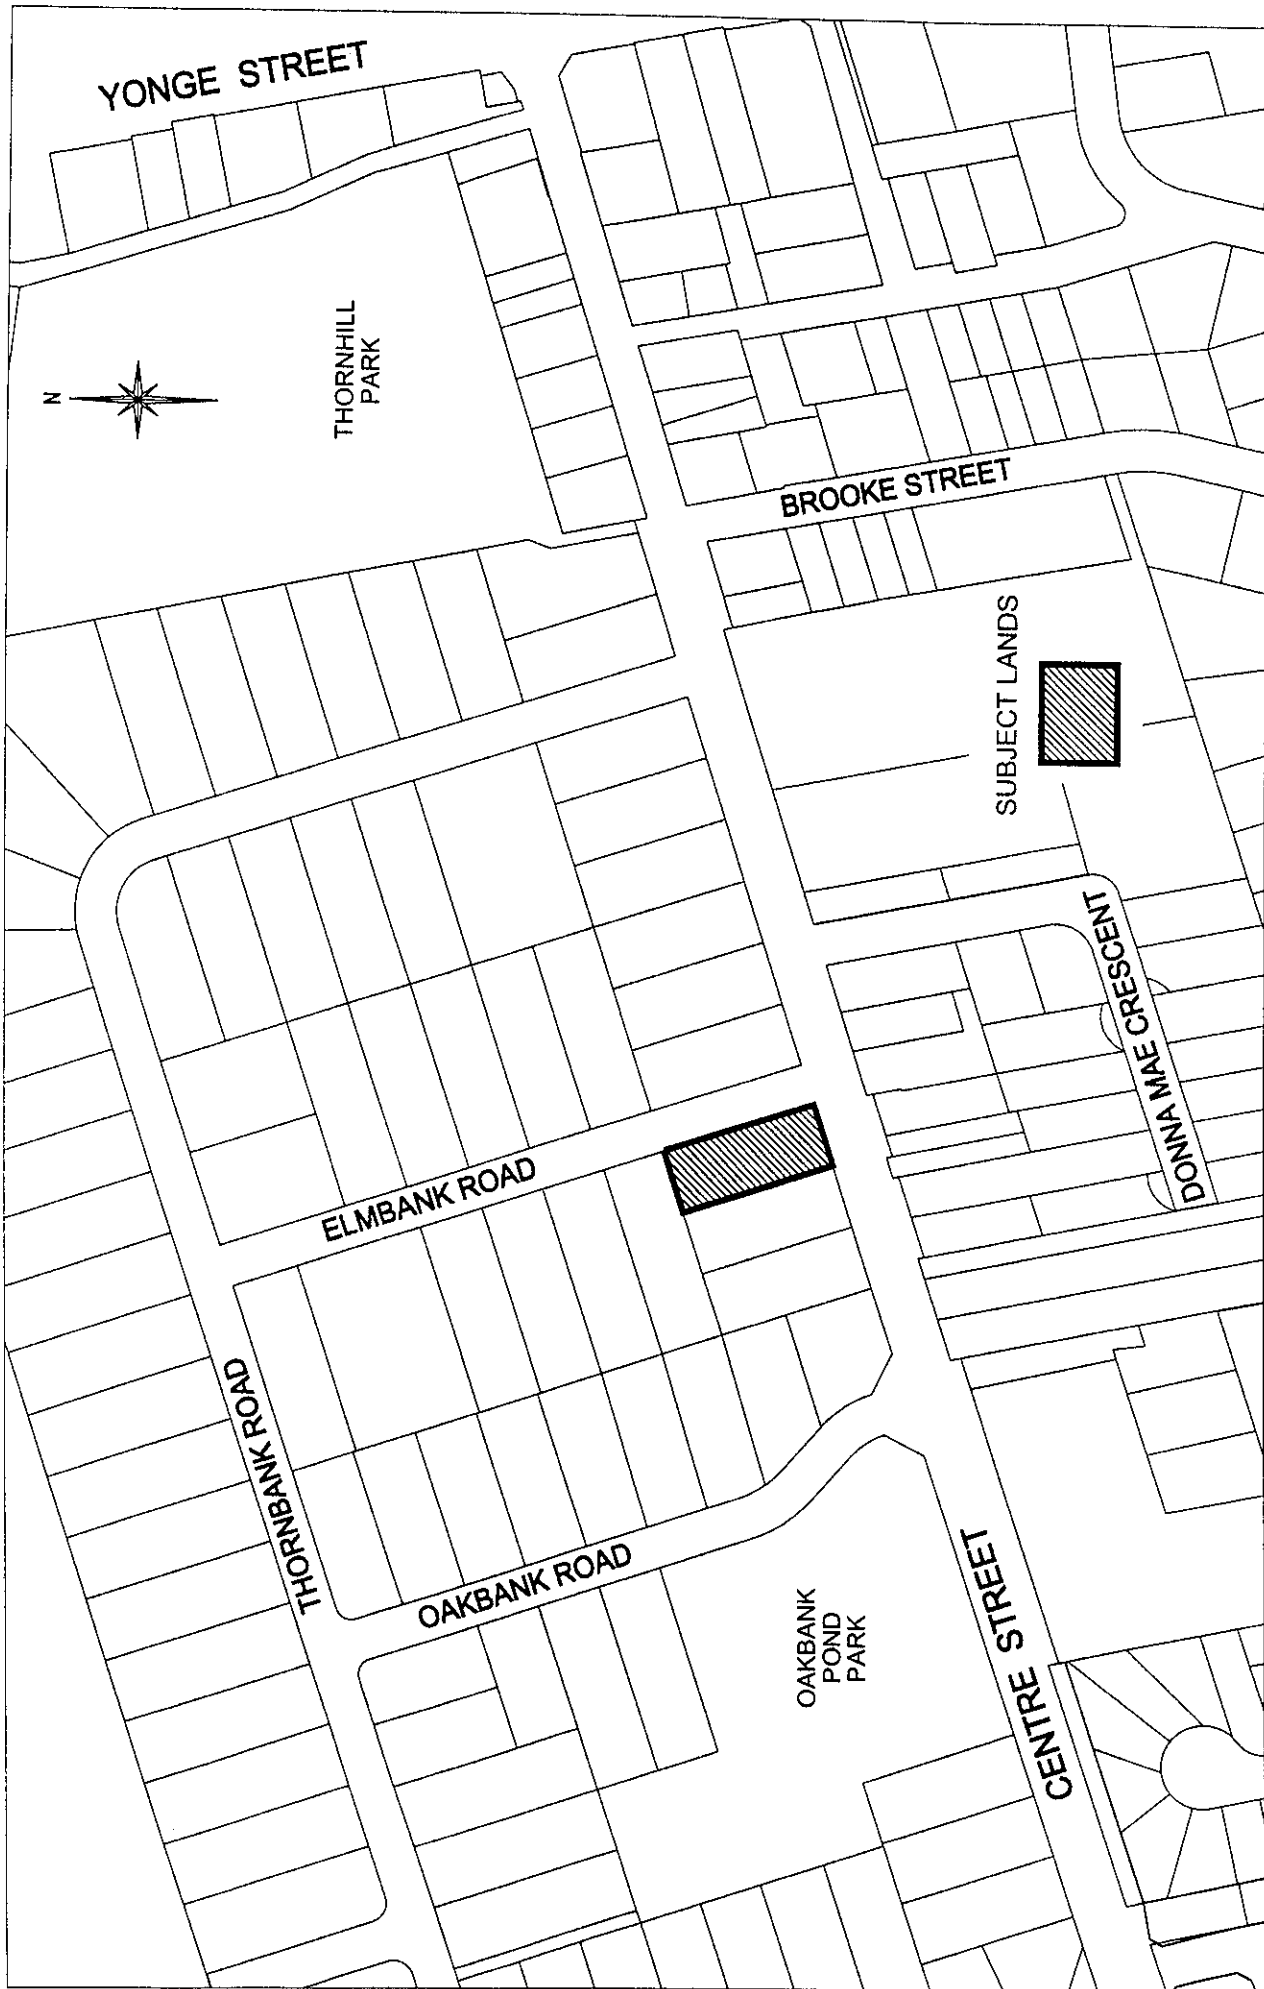 YONGE STREET
N
THORNHILL
PARK
BROOKE STREET
SUBJECT LANDS
ELMBANK ROAD
DONNA MAE CRESCENT
THORNBANK ROAD
OAKBANK ROAD
OAKBANK
POND
PARK
CENTRE STREET